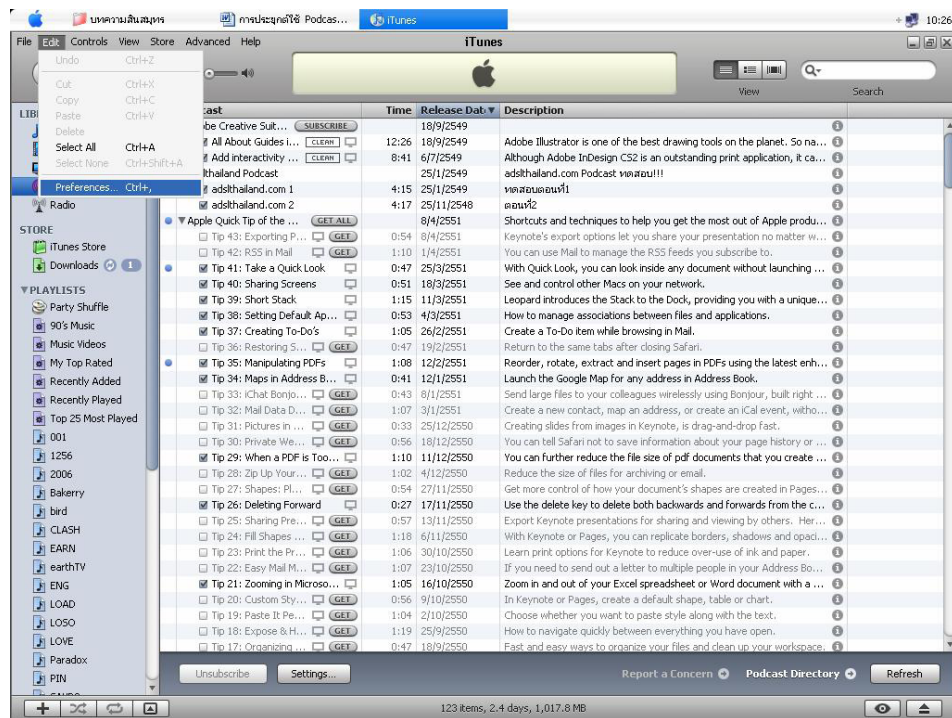 บทความสินสมุทร การประยุกต์ใช้ Podcas... iTunes 10:26
File Edit Controls View Store Advanced Help iTunes
Undo Ctrl+Z
Cut Ctrl+X
Copy Ctrl+C
Paste Ctrl+V
Delete
Select All Ctrl+A
Select None Ctrl+Shift+A
Preferences... Ctrl+,
View Search
Radio
STORE
iTunes Store
Downloads 1
PLAYLISTS
Party Shuffle
90's Music
Music Videos
My Top Rated
Recently Added
Recently Played
Top 25 Most Played
001
1256
2006
Bakerry
bird
CLASH
EARN
earthTV
ENG
LOAD
LOSO
LOVE
Paradox
PIN
cast Time Release Dat Description
be Creative Suit... SUBSCRIBE 18/9/2549
All About Guides i... CLEAN 12:26 18/9/2549 Adobe Illustrator is one of the best drawing tools on the planet. So na...
Add interactivity ... CLEAN 8:41 6/7/2549 Although Adobe InDesign CS2 is an outstanding print application, it ca...
lthailand Podcast 25/1/2549 adslthailand.com Podcast ทดสอบ!!!
adslthailand.com 1 4:15 25/1/2549 ทดสอบตอนที่1
adslthailand.com 2 4:17 25/11/2548 ตอนที่2
Apple Quick Tip of the ... GET ALL 8/4/2551 Shortcuts and techniques to help you get the most out of Apple produ...
Tip 43: Exporting P... GET 0:54 8/4/2551 Keynote's export options let you share your presentation no matter w...
Tip 42: RSS in Mail GET 1:10 1/4/2551 You can use Mail to manage the RSS feeds you subscribe to.
Tip 41: Take a Quick Look 0:47 25/3/2551 With Quick Look, you can look inside any document without launching ...
Tip 40: Sharing Screens 0:51 18/3/2551 See and control other Macs on your network.
Tip 39: Short Stack 1:15 11/3/2551 Leopard introduces the Stack to the Dock, providing you with a unique...
Tip 38: Setting Default Ap... 0:53 4/3/2551 How to manage associations between files and applications.
Tip 37: Creating To-Do's 1:05 26/2/2551 Create a To-Do item while browsing in Mail.
Tip 36: Restoring S... GET 0:47 19/2/2551 Return to the same tabs after closing Safari.
Tip 35: Manipulating PDFs 1:08 12/2/2551 Reorder, rotate, extract and insert pages in PDFs using the latest enh...
Tip 34: Maps in Address B... 0:41 12/1/2551 Launch the Google Map for any address in Address Book.
Tip 33: iChat Bonjo... GET 0:43 8/1/2551 Send large files to your colleagues wirelessly using Bonjour, built right ...
Tip 32: Mail Data D... GET 1:07 3/1/2551 Create a new contact, map an address, or create an iCal event, witho...
Tip 31: Pictures in ... GET 0:33 25/12/2550 Creating slides from images in Keynote, is drag-and-drop fast.
Tip 30: Private We... GET 0:56 18/12/2550 You can tell Safari not to save information about your page history or ...
Tip 29: When a PDF is Too... 1:10 11/12/2550 You can further reduce the file size of pdf documents that you create ...
Tip 28: Zip Up Your... GET 1:02 4/12/2550 Reduce the size of files for archiving or email.
Tip 27: Shapes: Pl... GET 0:54 27/11/2550 Get more control of how your document's shapes are created in Pages...
Tip 26: Deleting Forward 0:27 17/11/2550 Use the delete key to delete both backwards and forwards from the c...
Tip 25: Sharing Pre... GET 0:57 13/11/2550 Export Keynote presentations for sharing and viewing by others. Her...
Tip 24: Fill Shapes ... GET 1:18 6/11/2550 With Keynote or Pages, you can replicate borders, shadows and opaci...
Tip 23: Print the Pr... GET 1:06 30/10/2550 Learn print options for Keynote to reduce over-use of ink and paper.
Tip 22: Easy Mail M... GET 1:07 23/10/2550 If you need to send out a letter to multiple people in your Address Bo...
Tip 21: Zooming in Microso... 1:05 16/10/2550 Zoom in and out of your Excel spreadsheet or Word document with a ...
Tip 20: Custom Sty... GET 0:56 9/10/2550 In Keynote or Pages, create a default shape, table or chart.
Tip 19: Paste It Pe... GET 1:04 2/10/2550 Choose whether you want to paste style along with the text.
Tip 18: Expose & H... GET 1:19 25/9/2550 How to navigate quickly between everything you have open.
Tip 17: Organizing ... GET 0:47 18/9/2550 Fast and easy ways to organize your files and clean up your workspace.
Unsubscribe Settings... Report a Concern Podcast Directory Refresh
123 items, 2.4 days, 1,017.8 MB